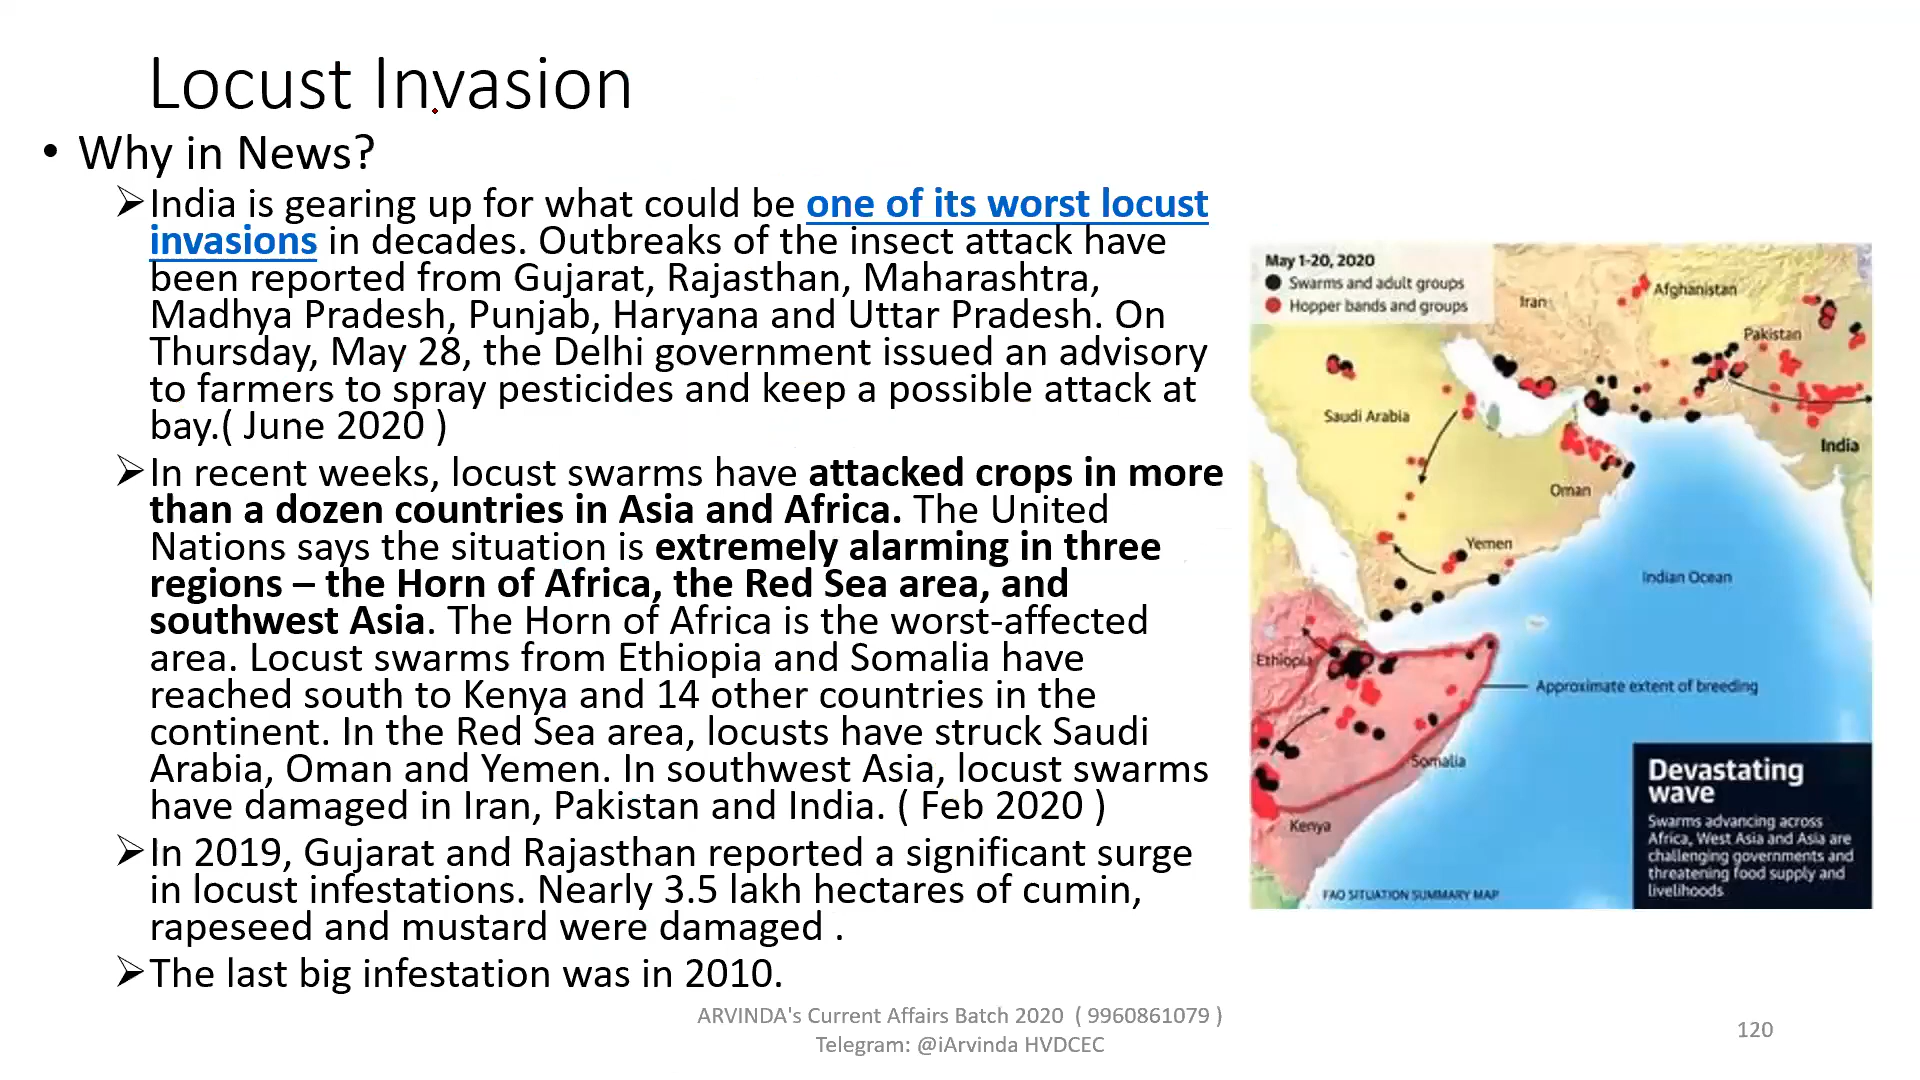 Locust Invasion
• Why in News?
➢India is gearing up for what could be one of its worst locust
invasions in decades. Outbreaks of the insect attack have
been reported from Gujarat, Rajasthan, Maharashtra,
Madhya Pradesh, Punjab, Haryana and Uttar Pradesh. On
Thursday, May 28, the Delhi government issued an advisory
to farmers to spray pesticides and keep a possible attack at
bay.( June 2020 )
➢In recent weeks, locust swarms have attacked crops in more
than a dozen countries in Asia and Africa. The United
Nations says the situation is extremely alarming in three
regions – the Horn of Africa, the Red Sea area, and
southwest Asia. The Horn of Africa is the worst-affected
area. Locust swarms from Ethiopia and Somalia have
reached south to Kenya and 14 other countries in the
continent. In the Red Sea area, locusts have struck Saudi
Arabia, Oman and Yemen. In southwest Asia, locust swarms
have damaged in Iran, Pakistan and India. ( Feb 2020 )
➢In 2019, Gujarat and Rajasthan reported a significant surge
in locust infestations. Nearly 3.5 lakh hectares of cumin,
rapeseed and mustard were damaged .
➢The last big infestation was in 2010.
May 1-20, 2020
Swarms and adult groups
Hopper bands and groups
Iran
Afghanistan
Pakistan
Saudi Arabia
India
Oman
Yemen
Indian Ocean
Ethiopia
Approximate extent of breeding
Somalia
Kenya
Devastating
wave
Swarms advancing across
Africa, West Asia and Asia are
challenging governments and
threatening food supply and
livelihoods
FAO SITUATION SUMMARY MAP
ARVINDA's Current Affairs Batch 2020 ( 9960861079 )
Telegram: @iArvinda HVDCEC
120